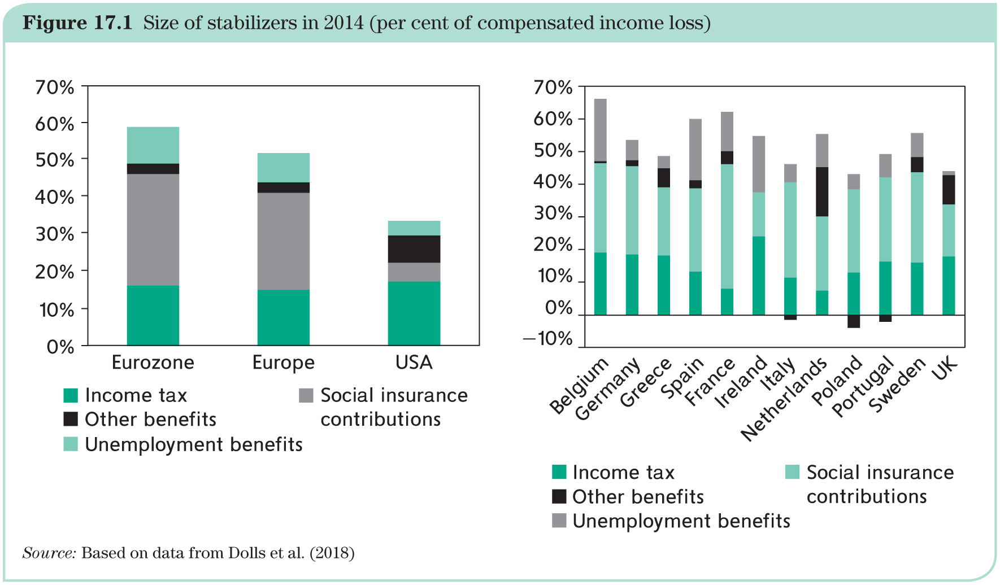 Figure 17.1 Size of stabilizers in 2014 (per cent of compensated income loss)
70%
60%
50%
40%
30%
20%
10%
0%
Eurozone
Europe
USA
Income tax
Other benefits
Unemployment benefits
Social insurance
contributions
70%
60%
50%
40%
30%
20%
10%
0%
−10%
Belgium
Germany
Greece
Spain
France
Ireland
Italy
Netherlands
Poland
Portugal
Sweden
UK
Income tax
Other benefits
Unemployment benefits
Social insurance
contributions
Source: Based on data from Dolls et al. (2018)